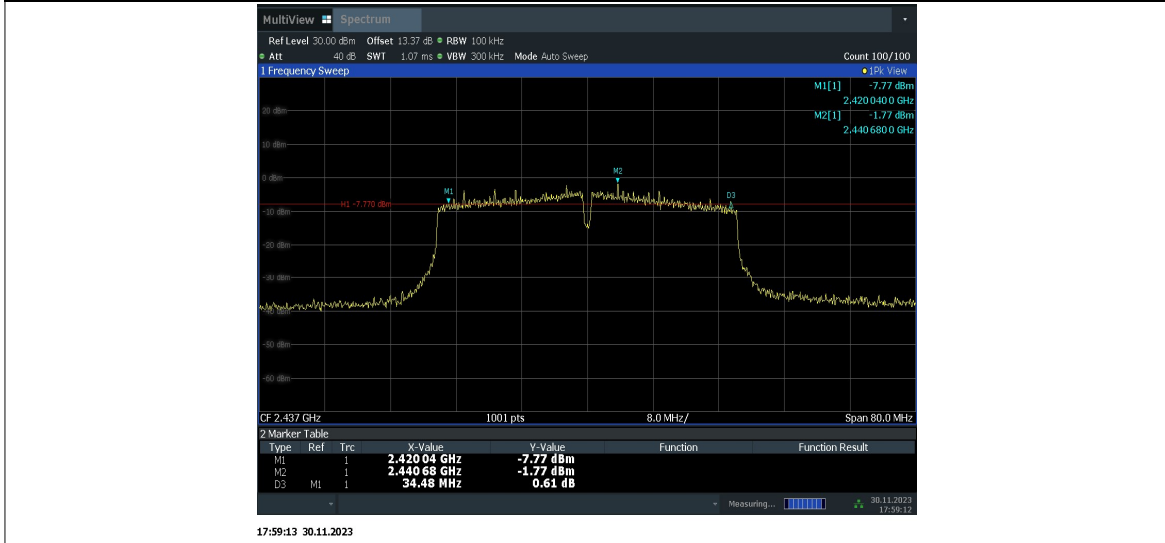 MultiView Spectrum
Ref Level 30.00 dBm Offset 13.37 dB RBW 100 kHz
Att 40 dB SWT 1.07 ms VBW 300 kHz Mode Auto Sweep Count 100/100
1 Frequency Sweep 1Pk View
M1[1] -7.77 dBm
2.420 040 0 GHz
M2[1] -1.77 dBm
2.440 680 0 GHz
20 dBm
10 dBm
M2
0 dBm
M1 D3
H1 -7.770 dBm
-10 dBm
-20 dBm
-30 dBm
-40 dBm
-50 dBm
-60 dBm
CF 2.437 GHz 1001 pts 8.0 MHz/ Span 80.0 MHz
2 Marker Table
Type Ref Trc X-Value Y-Value Function Function Result
M1 1 2.420 04 GHz -7.77 dBm
M2 1 2.440 68 GHz -1.77 dBm
D3 M1 1 34.48 MHz 0.61 dB
Measuring... 30.11.2023
17:59:12
17:59:13 30.11.2023